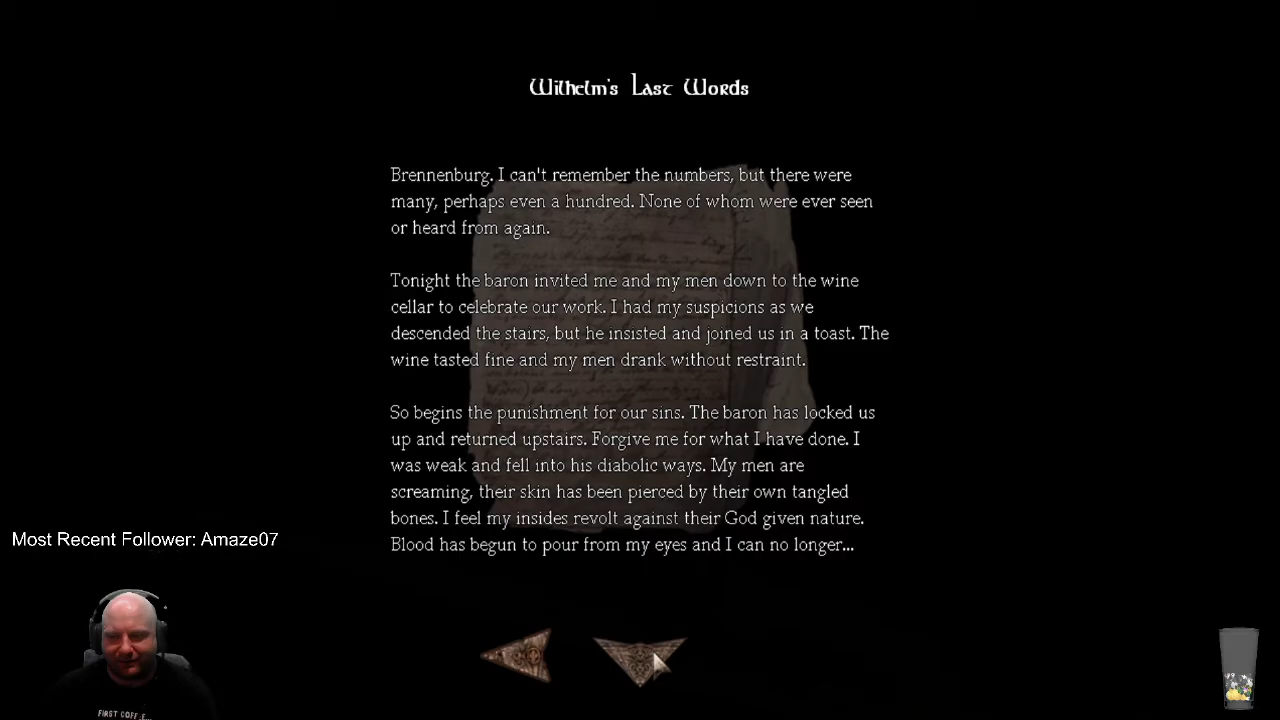 Wilhelm's Last Words
Brennenburg. I can't remember the numbers, but there were
many, perhaps even a hundred. None of whom were ever seen
or heard from again.
Tonight the baron invited me and my men down to the wine
cellar to celebrate our work. I had my suspicions as we
descended the stairs, but he insisted and joined us in a toast. The
wine tasted fine and my men drank without restraint.
So begins the punishment for our sins. The baron has locked us
up and returned upstairs. Forgive me for what I have done. I
was weak and fell into his diabolic ways. My men are
screaming, their skin has been pierced by their own tangled
bones. I feel my insides revolt against their God given nature.
Blood has begun to pour from my eyes and I can no longer...
Most Recent Follower: Amaze07
FIRST